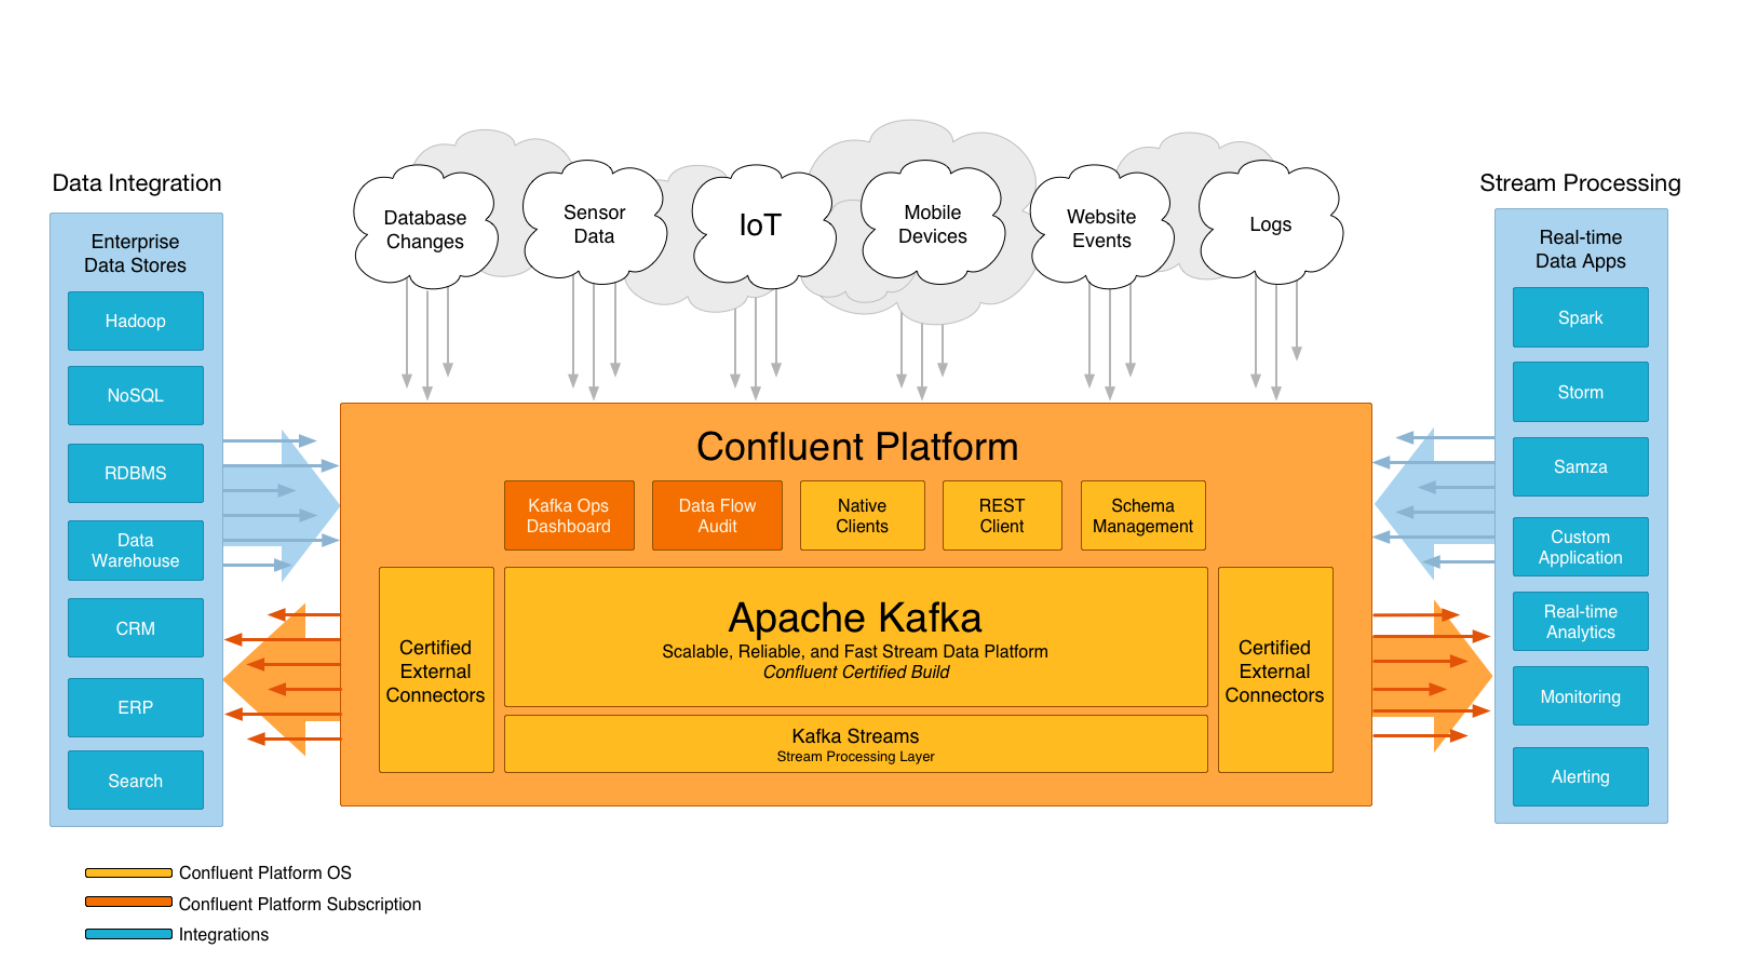 Data Integration
Enterprise
Data Stores
Hadoop
NoSQL
RDBMS
Data
Warehouse
CRM
ERP
Search
Database
Changes
Sensor
Data
IoT
Mobile
Devices
Website
Events
Logs
Confluent Platform
Kafka Ops
Dashboard
Data Flow
Audit
Native
Clients
REST
Client
Schema
Management
Certified
External
Connectors
Apache Kafka
Scalable, Reliable, and Fast Stream Data Platform
Confluent Certified Build
Kafka Streams
Stream Processing Layer
Certified
External
Connectors
Stream Processing
Real-time
Data Apps
Spark
Storm
Samza
Custom
Application
Real-time
Analytics
Monitoring
Alerting
Confluent Platform OS
Confluent Platform Subscription
Integrations